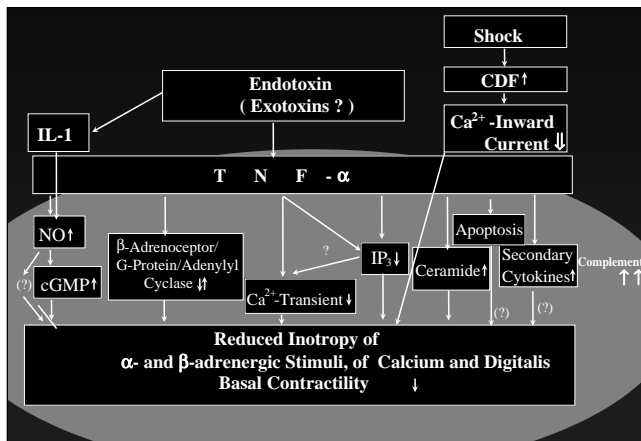 Shock
CDF↑
Ca²⁺-Inward
Current⇓
Endotoxin
( Exotoxins ? )
IL-1
T N F - α
NO↑
(?)
cGMP↑
β-Adrenoceptor/
G-Protein/Adenylyl
Cyclase ↓↑
?
Ca²⁺-Transient↓
IP₃↓
Ceramide↑
Apoptosis
(?)
Secondary
Cytokines↑
(?)
Complement
↑↑
Reduced Inotropy of
α- and β-adrenergic Stimuli, of Calcium and Digitalis
Basal Contractility ↓